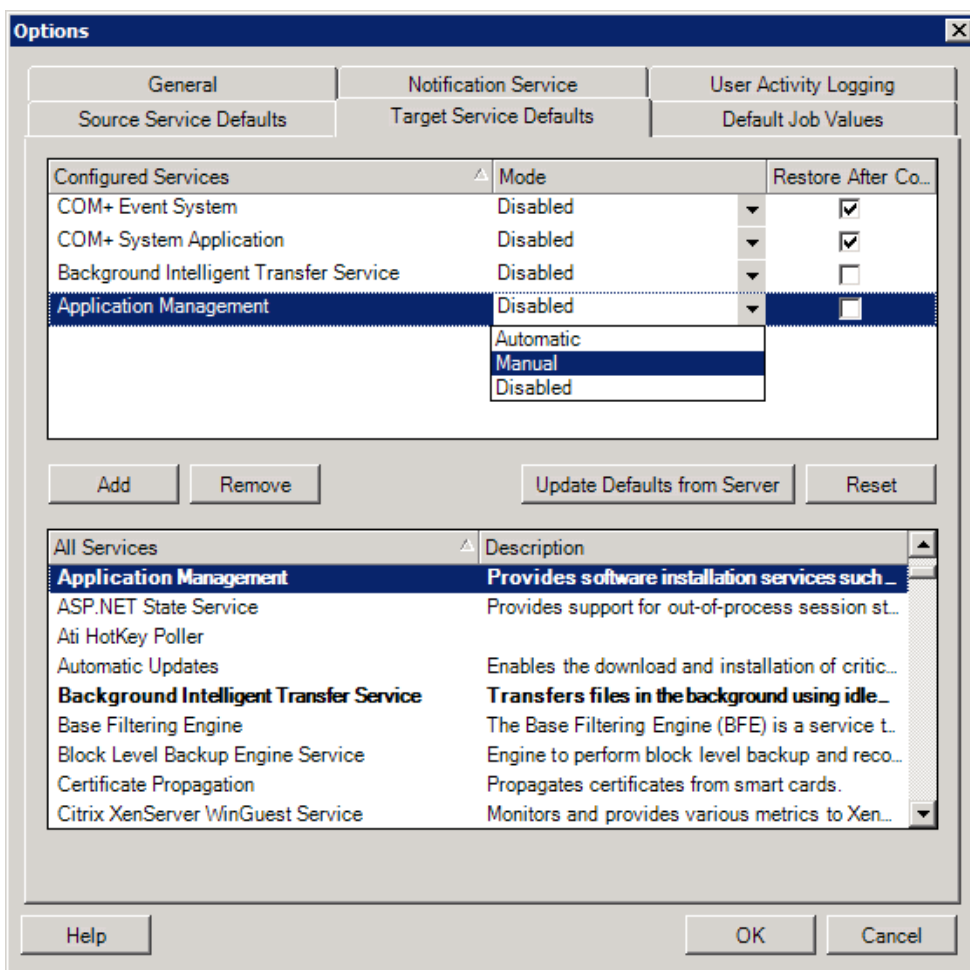 Options
General Notification Service User Activity Logging
Source Service Defaults Target Service Defaults Default Job Values
Configured Services Mode Restore After Co...
COM+ Event System Disabled
COM+ System Application Disabled
Background Intelligent Transfer Service Disabled
Application Management Disabled
Automatic
Manual
Disabled
Add Remove Update Defaults from Server Reset
All Services Description
Application Management Provides software installation services such...
ASP.NET State Service Provides support for out-of-process session st...
Ati HotKey Poller
Automatic Updates Enables the download and installation of critic...
Background Intelligent Transfer Service Transfers files in the background using idle...
Base Filtering Engine The Base Filtering Engine (BFE) is a service t...
Block Level Backup Engine Service Engine to perform block level backup and reco...
Certificate Propagation Propagates certificates from smart cards.
Citrix XenServer WinGuest Service Monitors and provides various metrics to Xen...
Help OK Cancel